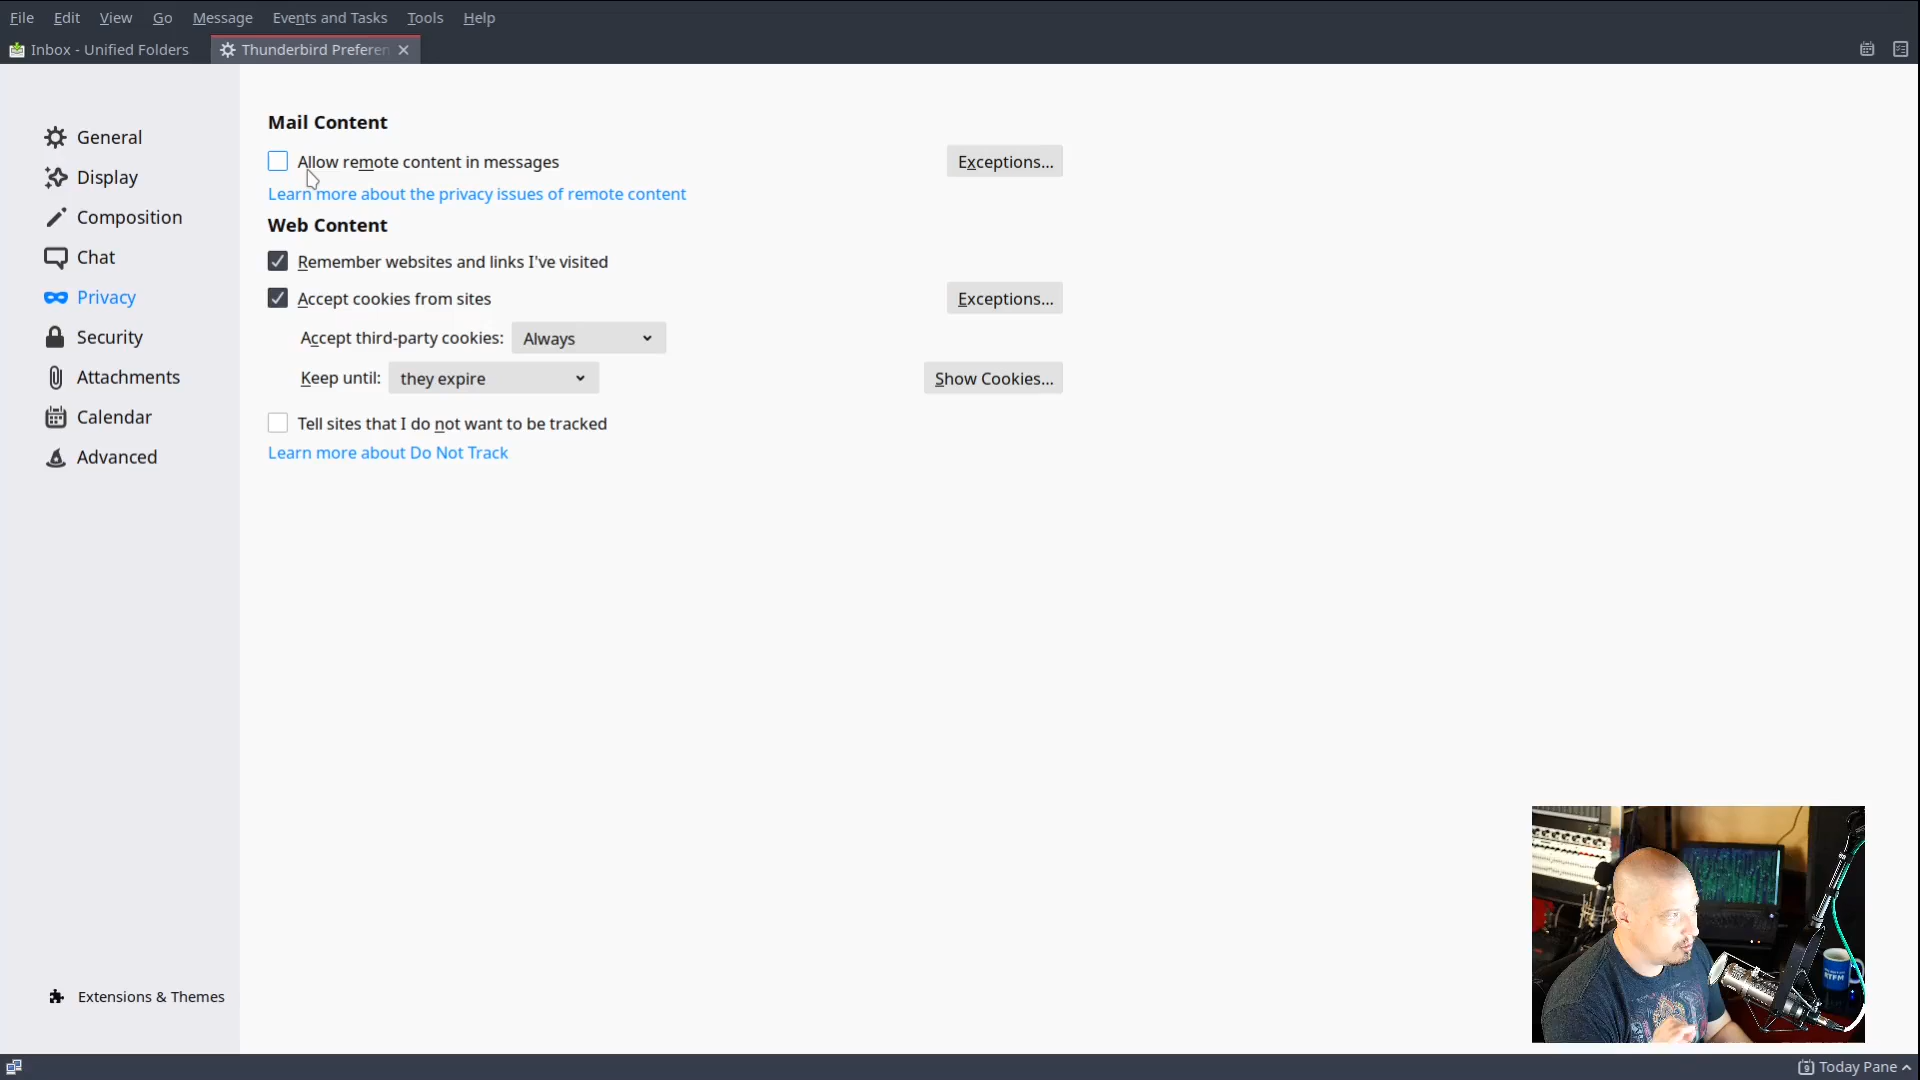 File Edit View Go Message Events and Tasks Tools Help
Inbox - Unified Folders Thunderbird Preferen
Mail Content
General
Allow remote content in messages Exceptions...
Display
Learn more about the privacy issues of remote content
Composition
Web Content
Chat
Remember websites and links I've visited
Privacy
Accept cookies from sites Exceptions...
Security
Accept third-party cookies: Always
Attachments
Keep until: they expire Show Cookies...
Calendar
Tell sites that I do not want to be tracked
Advanced
Learn more about Do Not Track
Extensions & Themes
RTFM
Today Pane